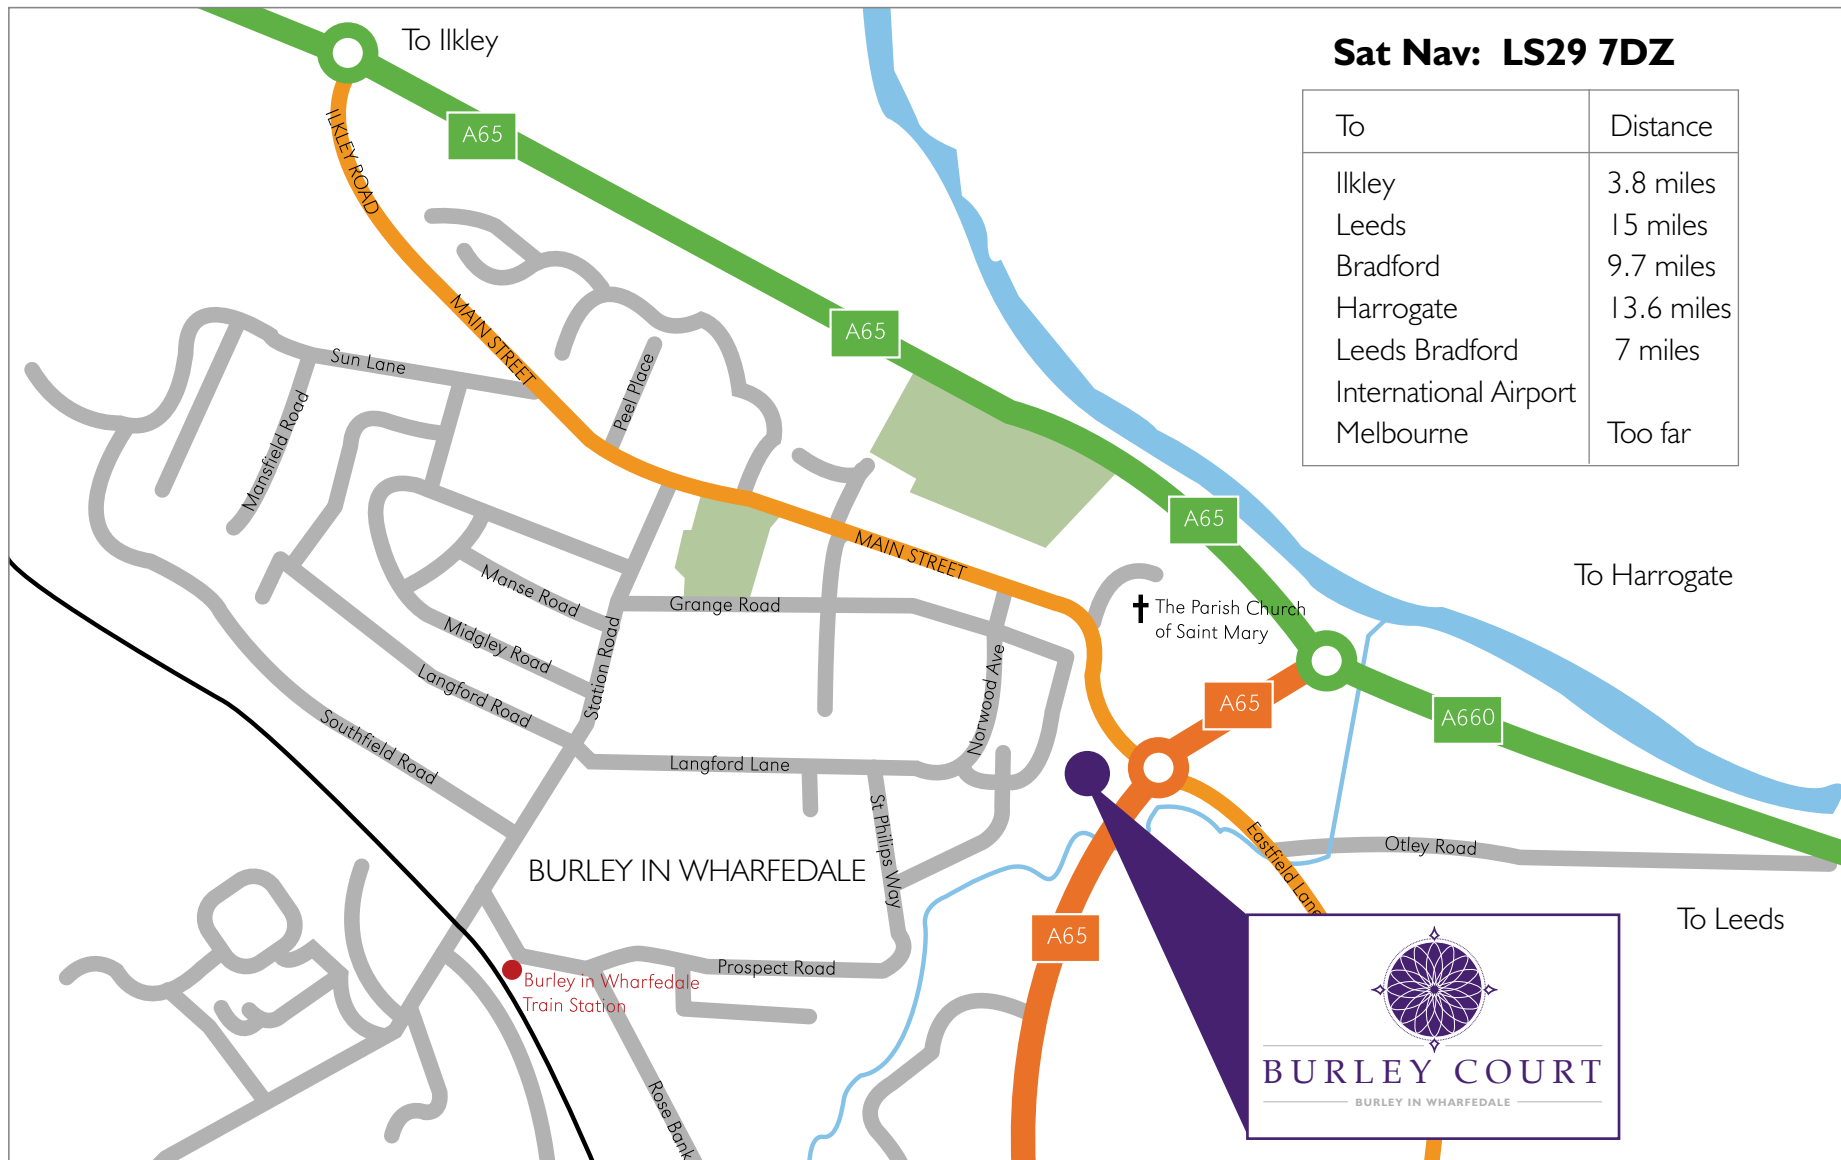 To Ilkley
Sat Nav: LS29 7DZ
To Distance
Ilkley 3.8 miles
Leeds 15 miles
Bradford 9.7 miles
Harrogate 13.6 miles
Leeds Bradford 7 miles
International Airport
Melbourne Too far
A65
ILKLEY ROAD
A65
MAIN STREET
Sun Lane
Peel Place
Mansfield Road
A65
MAIN STREET
To Harrogate
Manse Road
Grange Road
The Parish Church
of Saint Mary
Midgley Road
Station Road
Langford Road
Norwood Ave
A65
A660
Southfield Road
Langford Lane
St Philips Way
Eastfield Lane
Otley Road
BURLEY IN WHARFEDALE
To Leeds
A65
Prospect Road
Burley in Wharfedale
Train Station
Rose Bank
BURLEY COURT
BURLEY IN WHARFEDALE